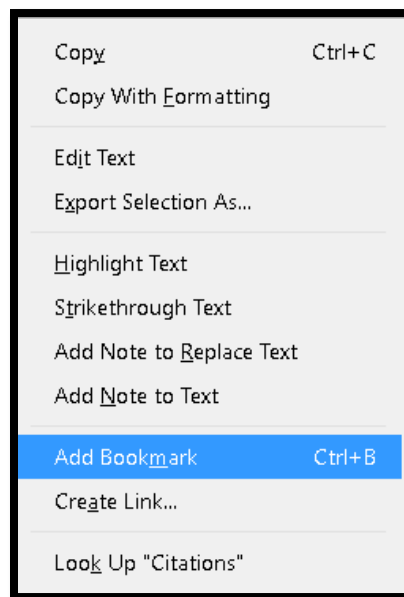 Copy Ctrl+C
Copy With Formatting
Edit Text
Export Selection As...
Highlight Text
Strikethrough Text
Add Note to Replace Text
Add Note to Text
Add Bookmark Ctrl+B
Create Link...
Look Up "Citations"